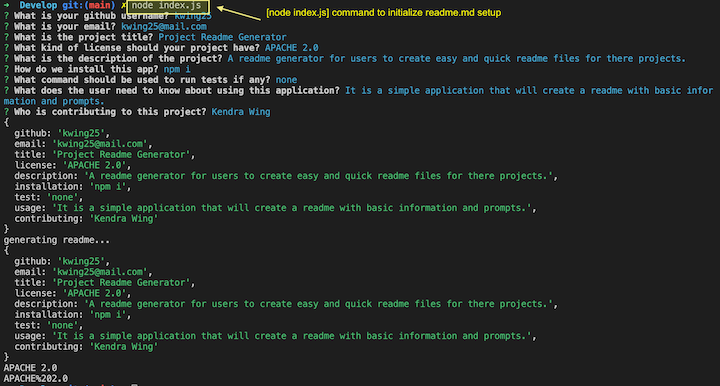 ➜ Develop git:(main) ✗ node index.js
[node index.js] command to initialize readme.md setup
? What is your github username? kwing25
? What is your email? kwing25@mail.com
? What is the project title? Project Readme Generator
? What kind of license should your project have? APACHE 2.0
? What is the description of the project? A readme generator for users to create easy and quick readme files for there projects.
? How do we install this app? npm i
? What command should be used to run tests if any? none
? What does the user need to know about using this application? It is a simple application that will create a readme with basic infor
mation and prompts.
? Who is contributing to this project? Kendra Wing
{
github: 'kwing25',
email: 'kwing25@mail.com',
title: 'Project Readme Generator',
license: 'APACHE 2.0',
description: 'A readme generator for users to create easy and quick readme files for there projects.',
installation: 'npm i',
test: 'none',
usage: 'It is a simple application that will create a readme with basic information and prompts.',
contributing: 'Kendra Wing'
}
generating readme...
{
github: 'kwing25',
email: 'kwing25@mail.com',
title: 'Project Readme Generator',
license: 'APACHE 2.0',
description: 'A readme generator for users to create easy and quick readme files for there projects.',
installation: 'npm i',
test: 'none',
usage: 'It is a simple application that will create a readme with basic information and prompts.',
contributing: 'Kendra Wing'
}
APACHE 2.0
APACHE%202.0